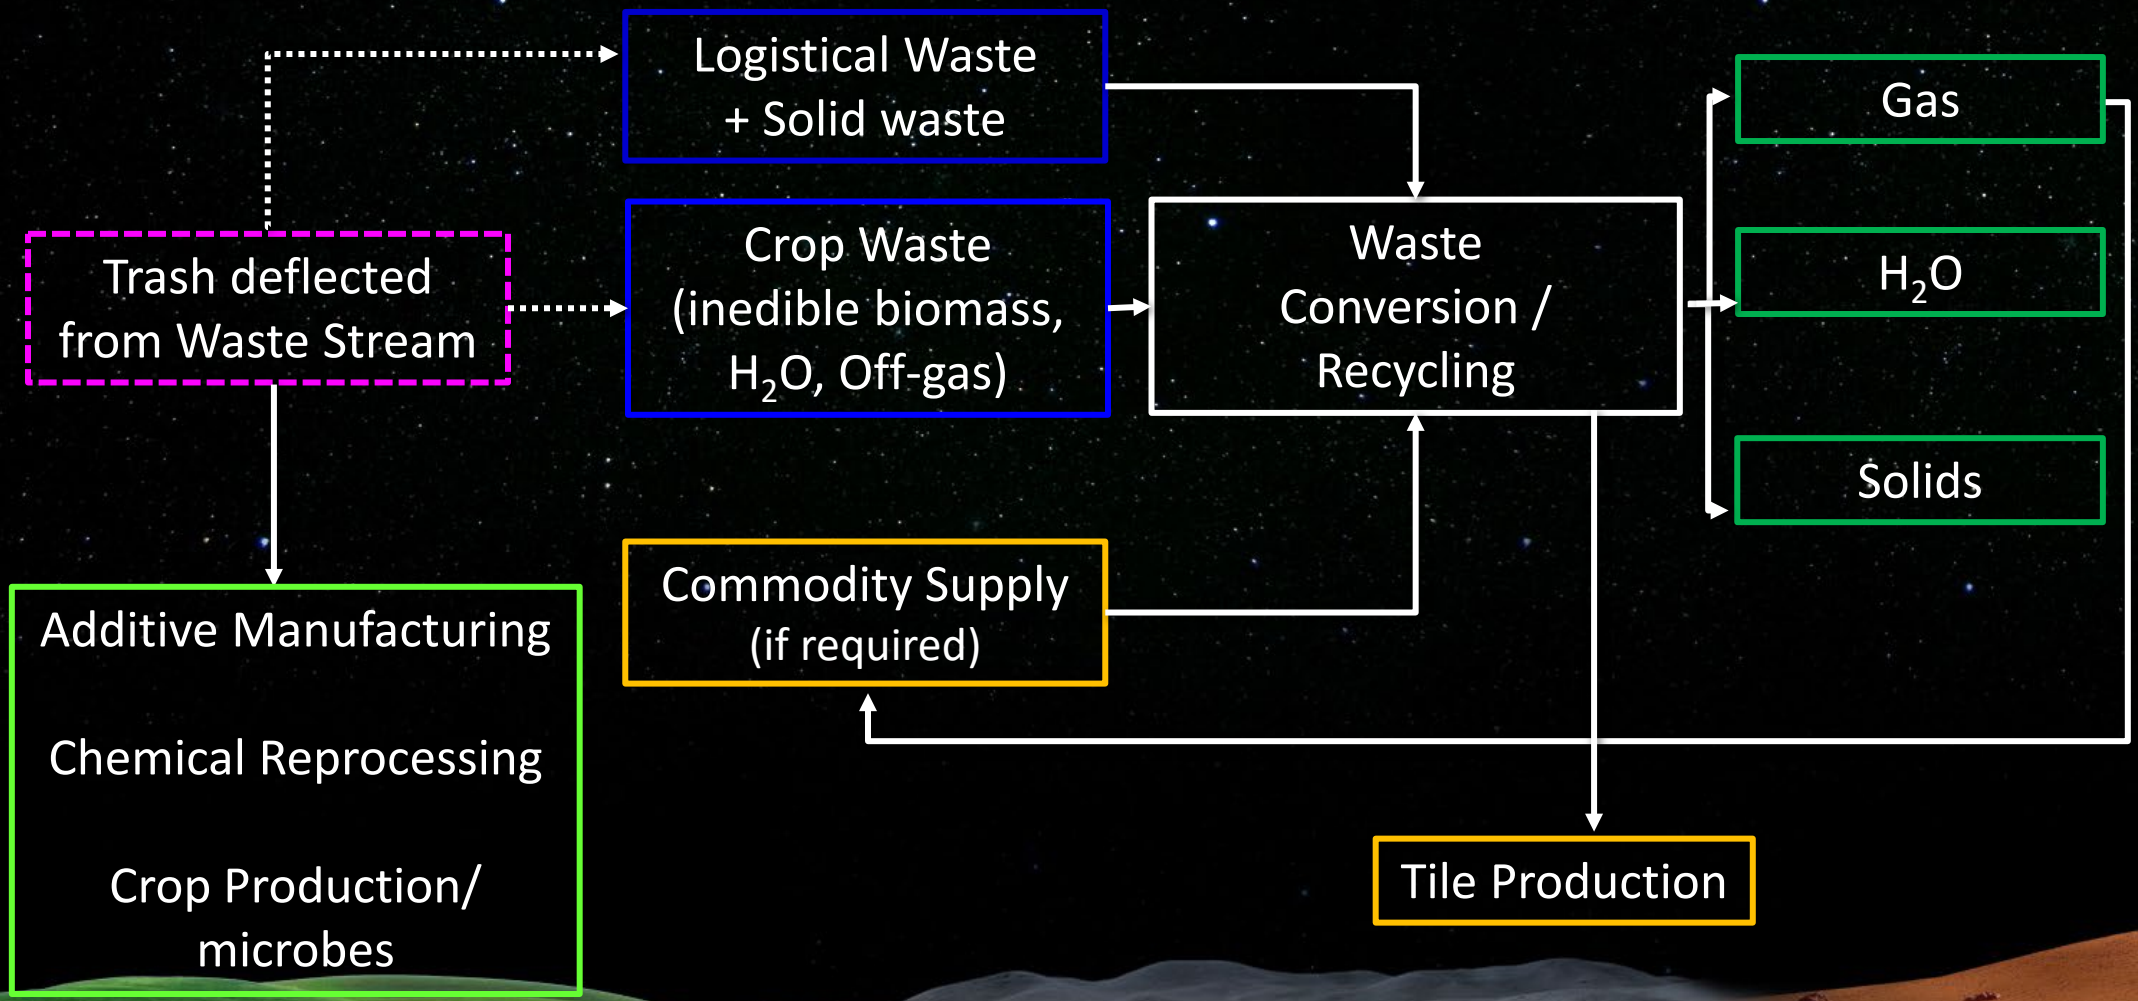 Logistical Waste
+ Solid waste
Gas
Trash deflected
from Waste Stream
Crop Waste
(inedible biomass,
H₂O, Off-gas)
Waste
Conversion /
Recycling
H₂O
Solids
Commodity Supply
(if required)
Additive Manufacturing
Chemical Reprocessing
Crop Production/
microbes
Tile Production